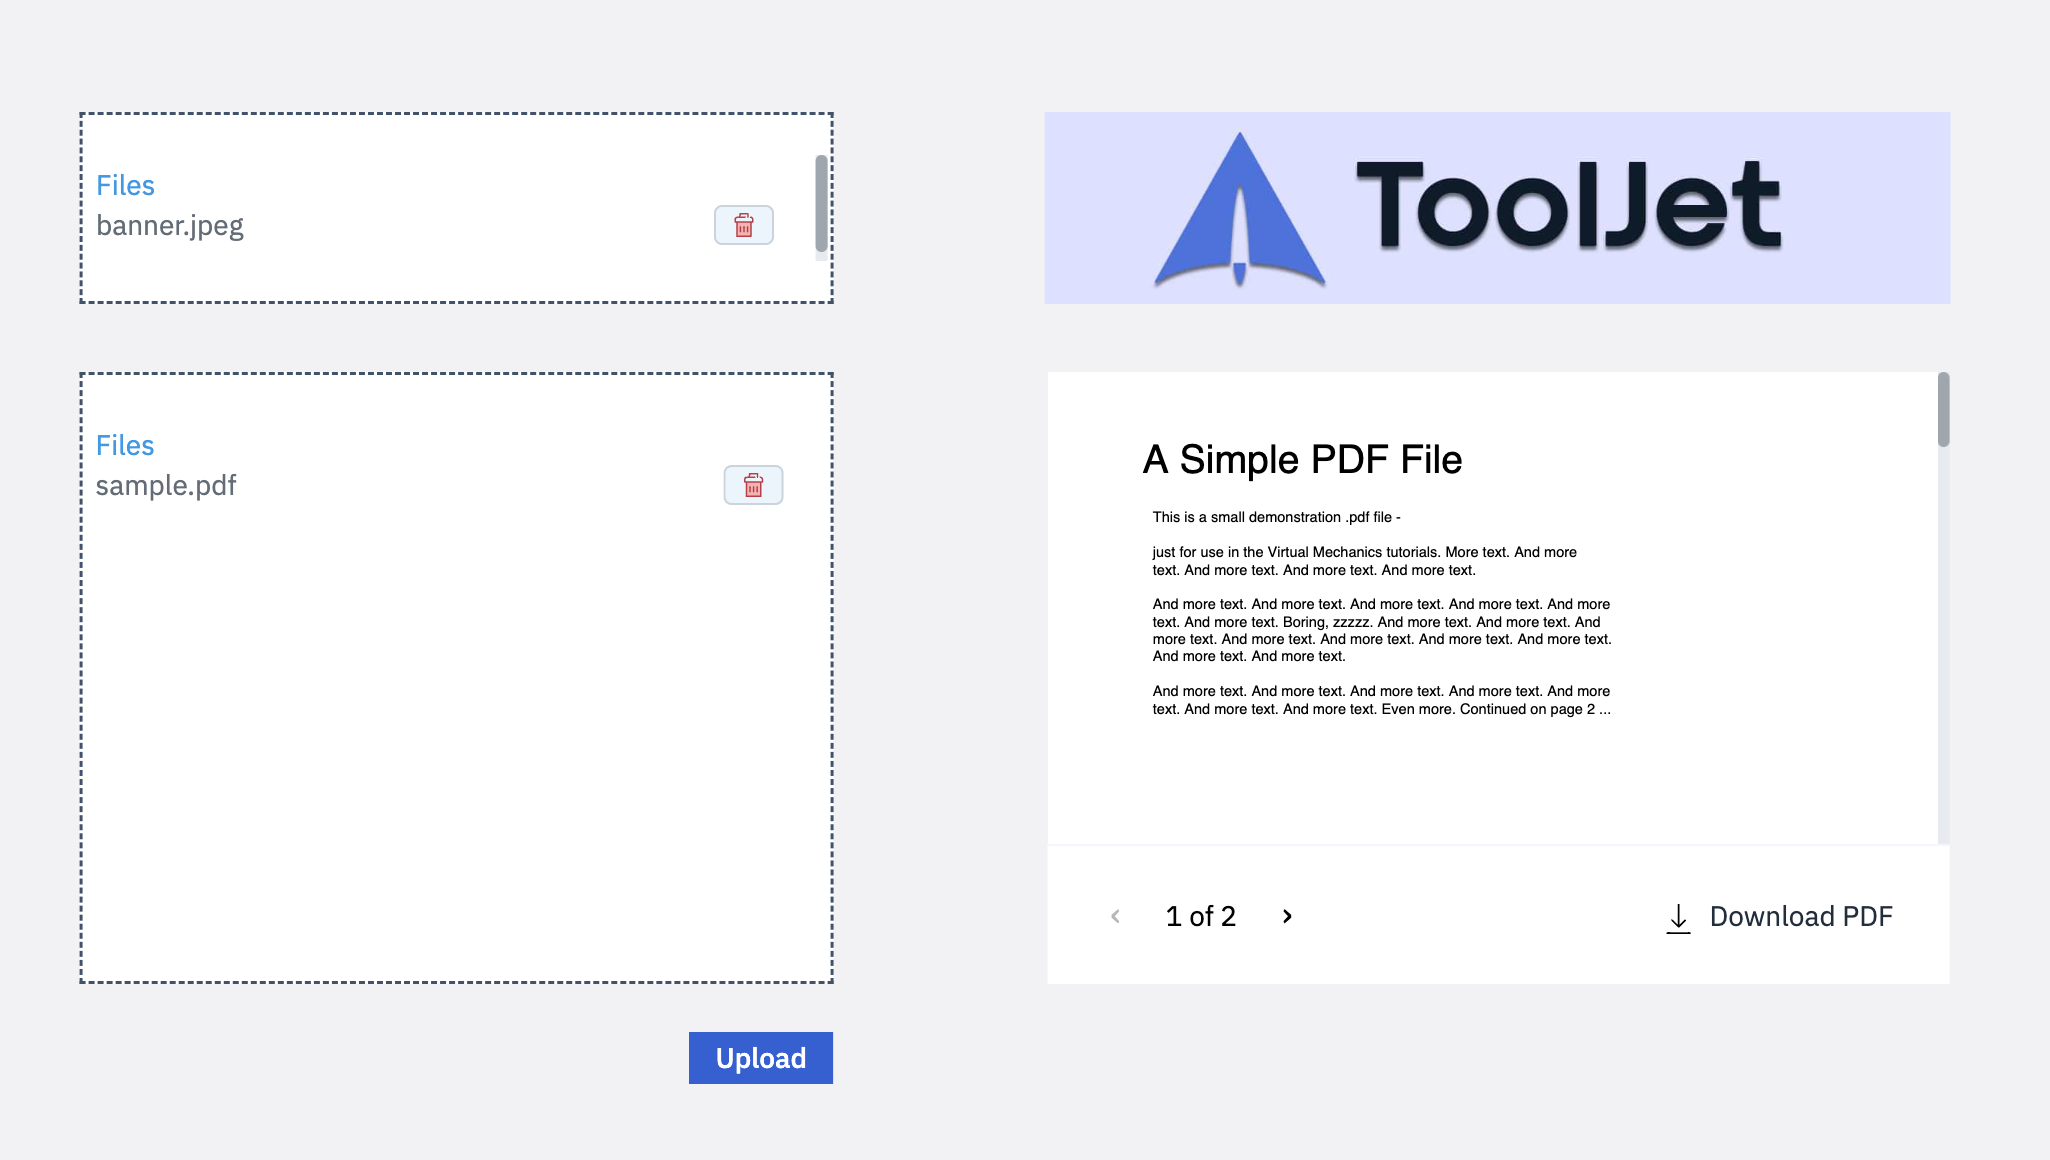 Files
banner.jpeg
ToolJet
Files
sample.pdf
A Simple PDF File
This is a small demonstration .pdf file -
just for use in the Virtual Mechanics tutorials. More text. And more
text. And more text. And more text. And more text.
And more text. And more text. And more text. And more text. And more
text. And more text. Boring, zzzzz. And more text. And more text. And
more text. And more text. And more text. And more text. And more text.
And more text. And more text.
And more text. And more text. And more text. And more text. And more
text. And more text. And more text. Even more. Continued on page 2 ...
1 of 2
Download PDF
Upload